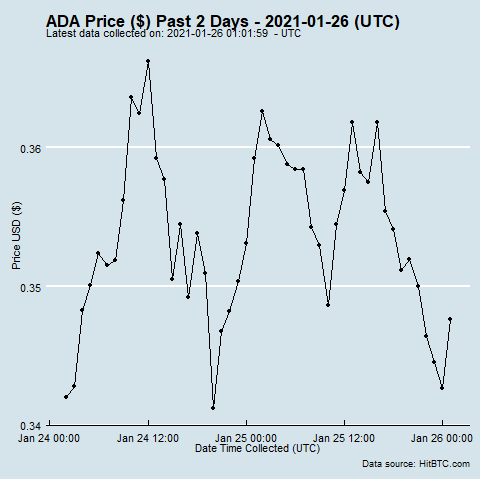 ADA Price ($) Past 2 Days - 2021-01-26 (UTC)
Latest data collected on: 2021-01-26 01:01:59 - UTC
Price USD ($)
0.36
0.35
0.34
Jan 24 00:00 Jan 24 12:00 Jan 25 00:00 Jan 25 12:00 Jan 26 00:00
Date Time Collected (UTC)
Data source: HitBTC.com